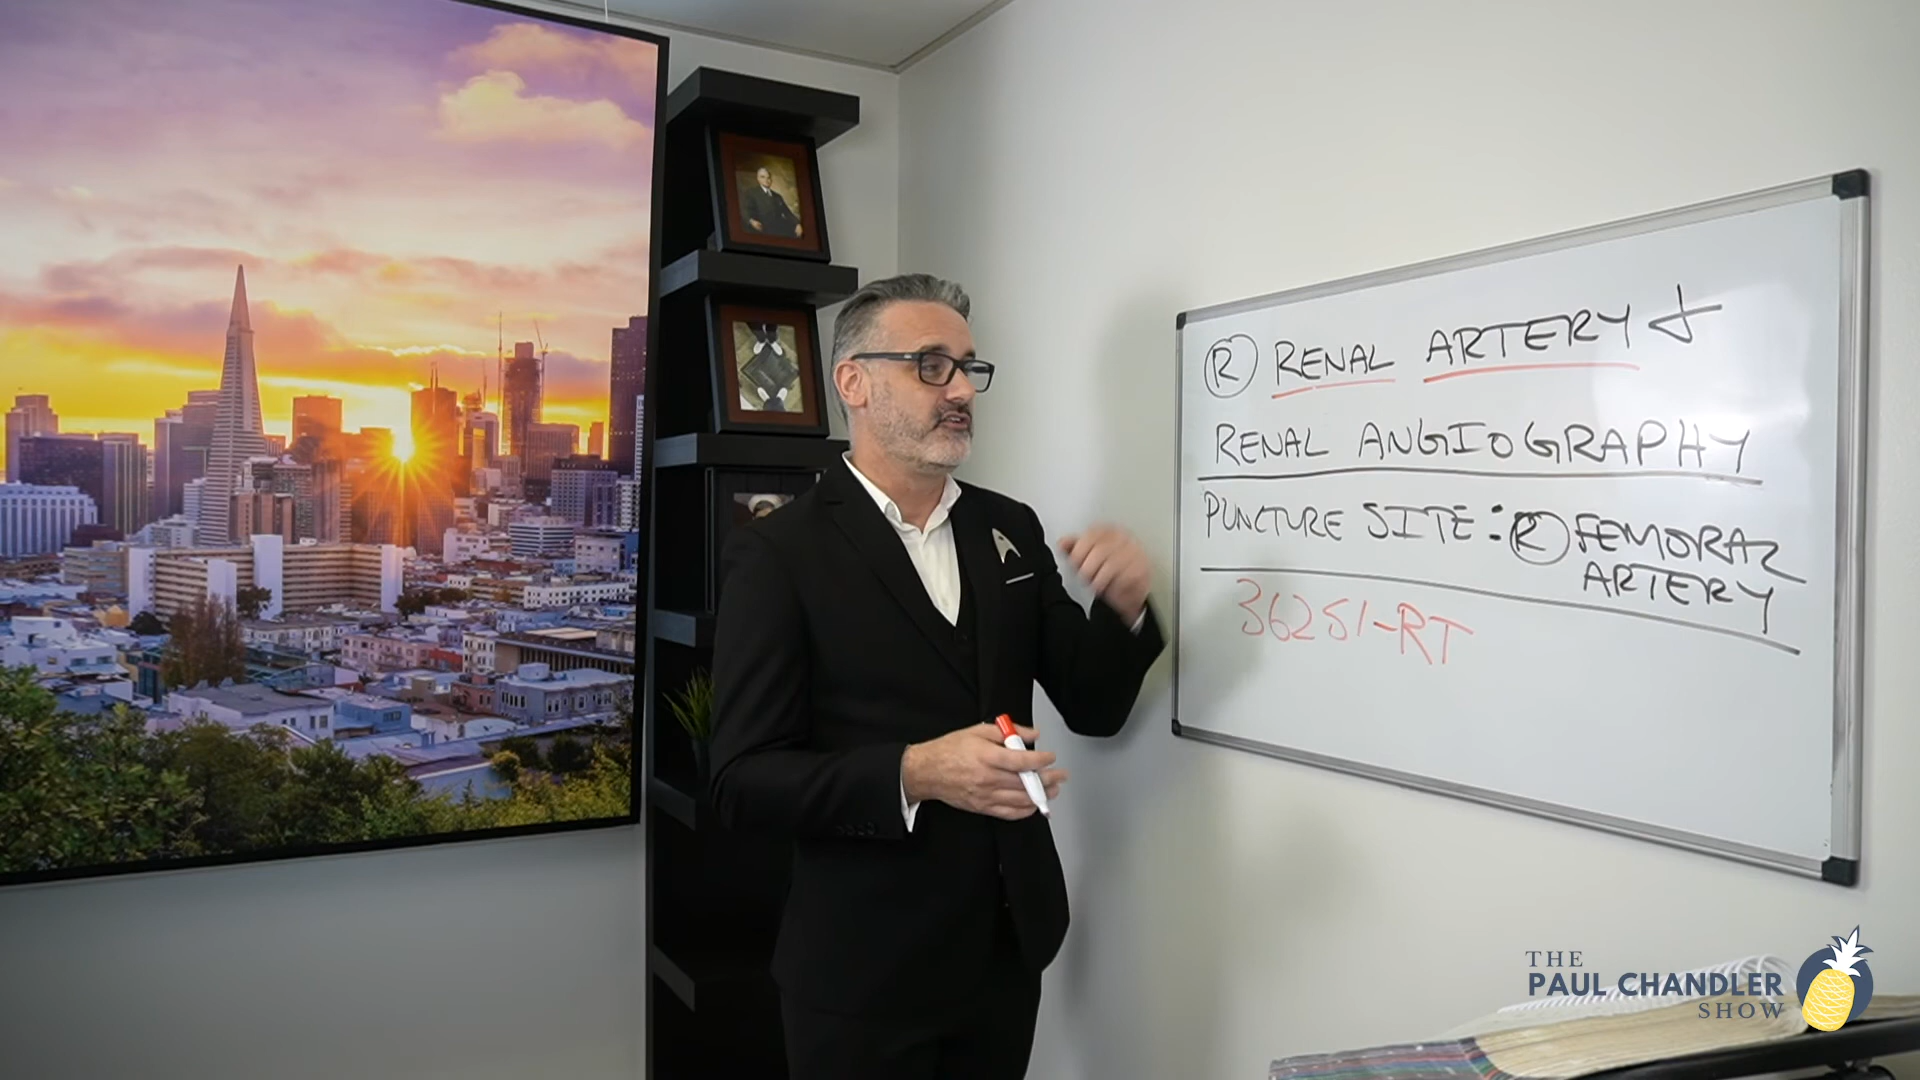 Ⓡ RENAL ARTERY +
RENAL ANGIOGRAPHY
PUNCTURE SITE: Ⓡ FEMORAL
ARTERY
36251-RT
THE
PAUL CHANDLER
SHOW